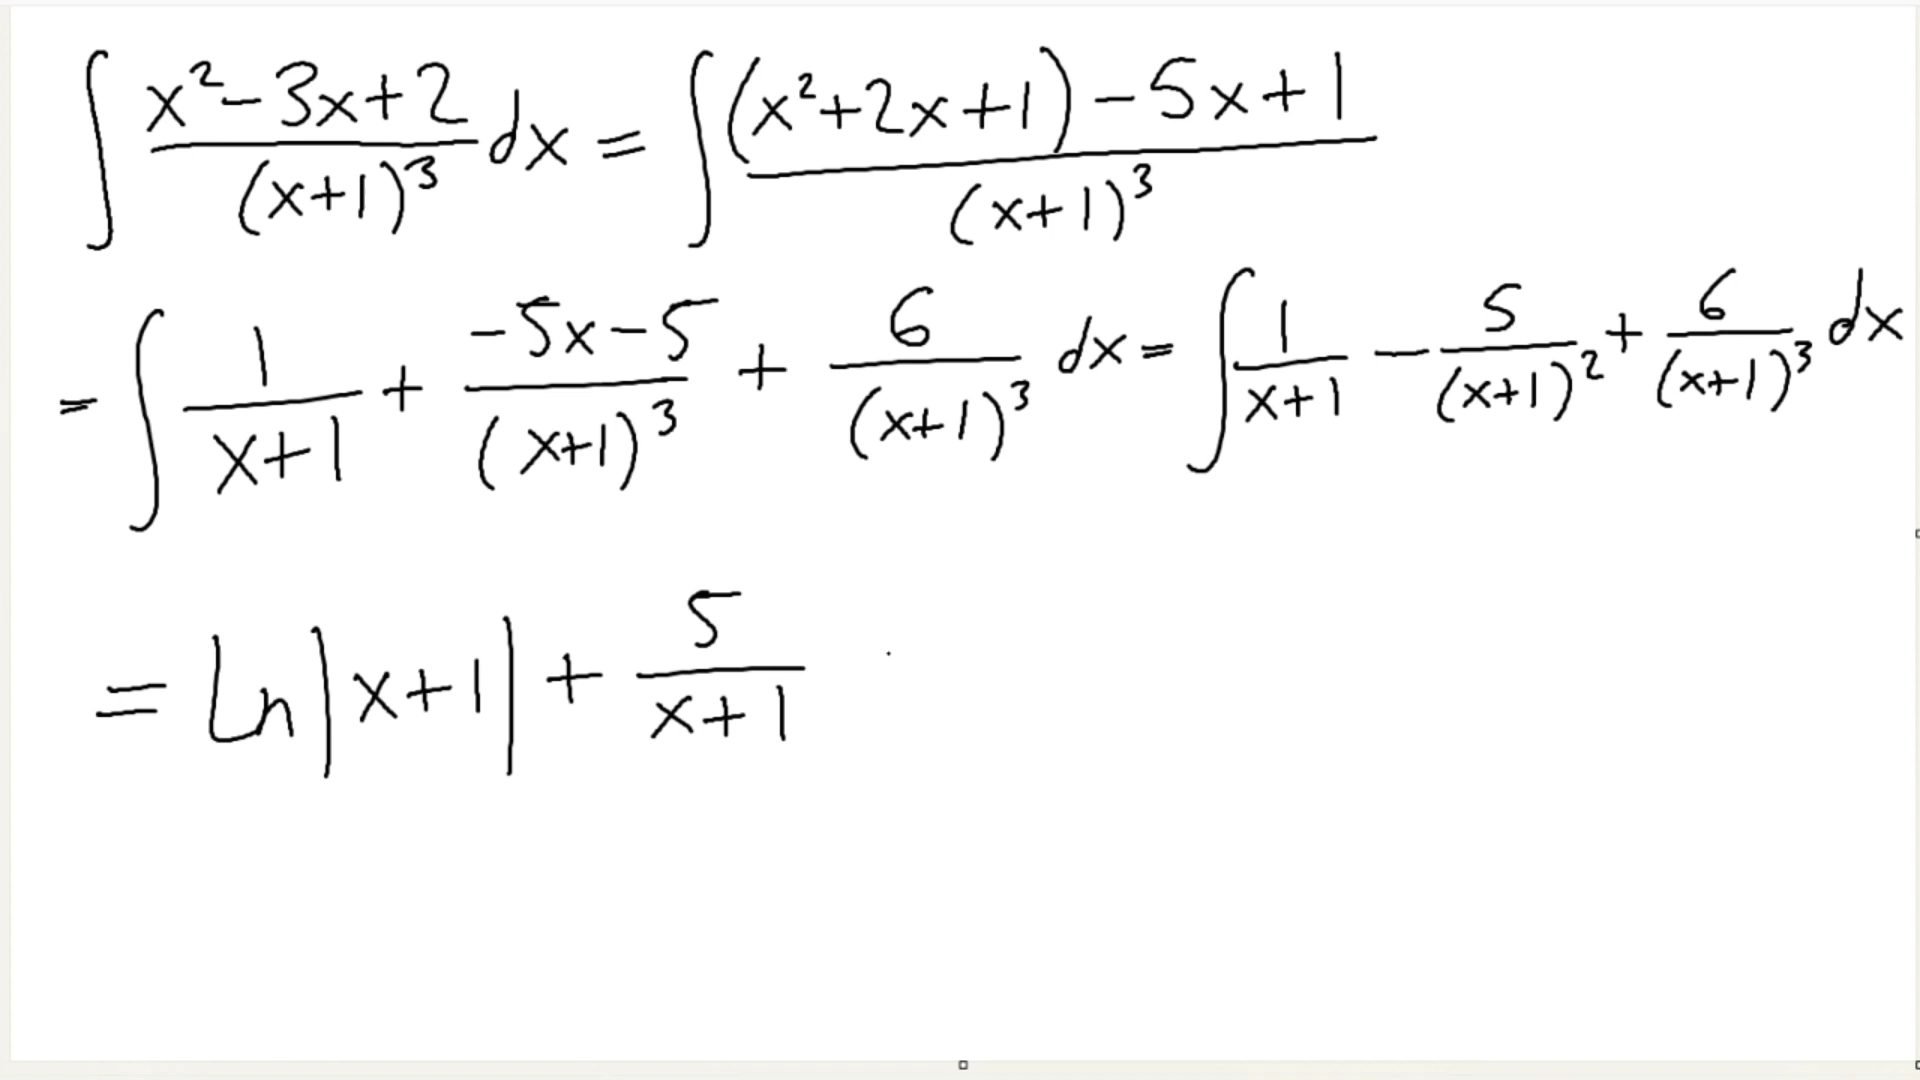 ∫ (x²-3x+2)/((x+1)³) dx = ∫ ((x²+2x+1)-5x+1)/((x+1)³)
= ∫ 1/(x+1) + (-5x-5)/((x+1)³) + 6/((x+1)³) dx = ∫ 1/(x+1) - 5/((x+1)²) + 6/((x+1)³) dx
= Ln|x+1| + 5/(x+1)